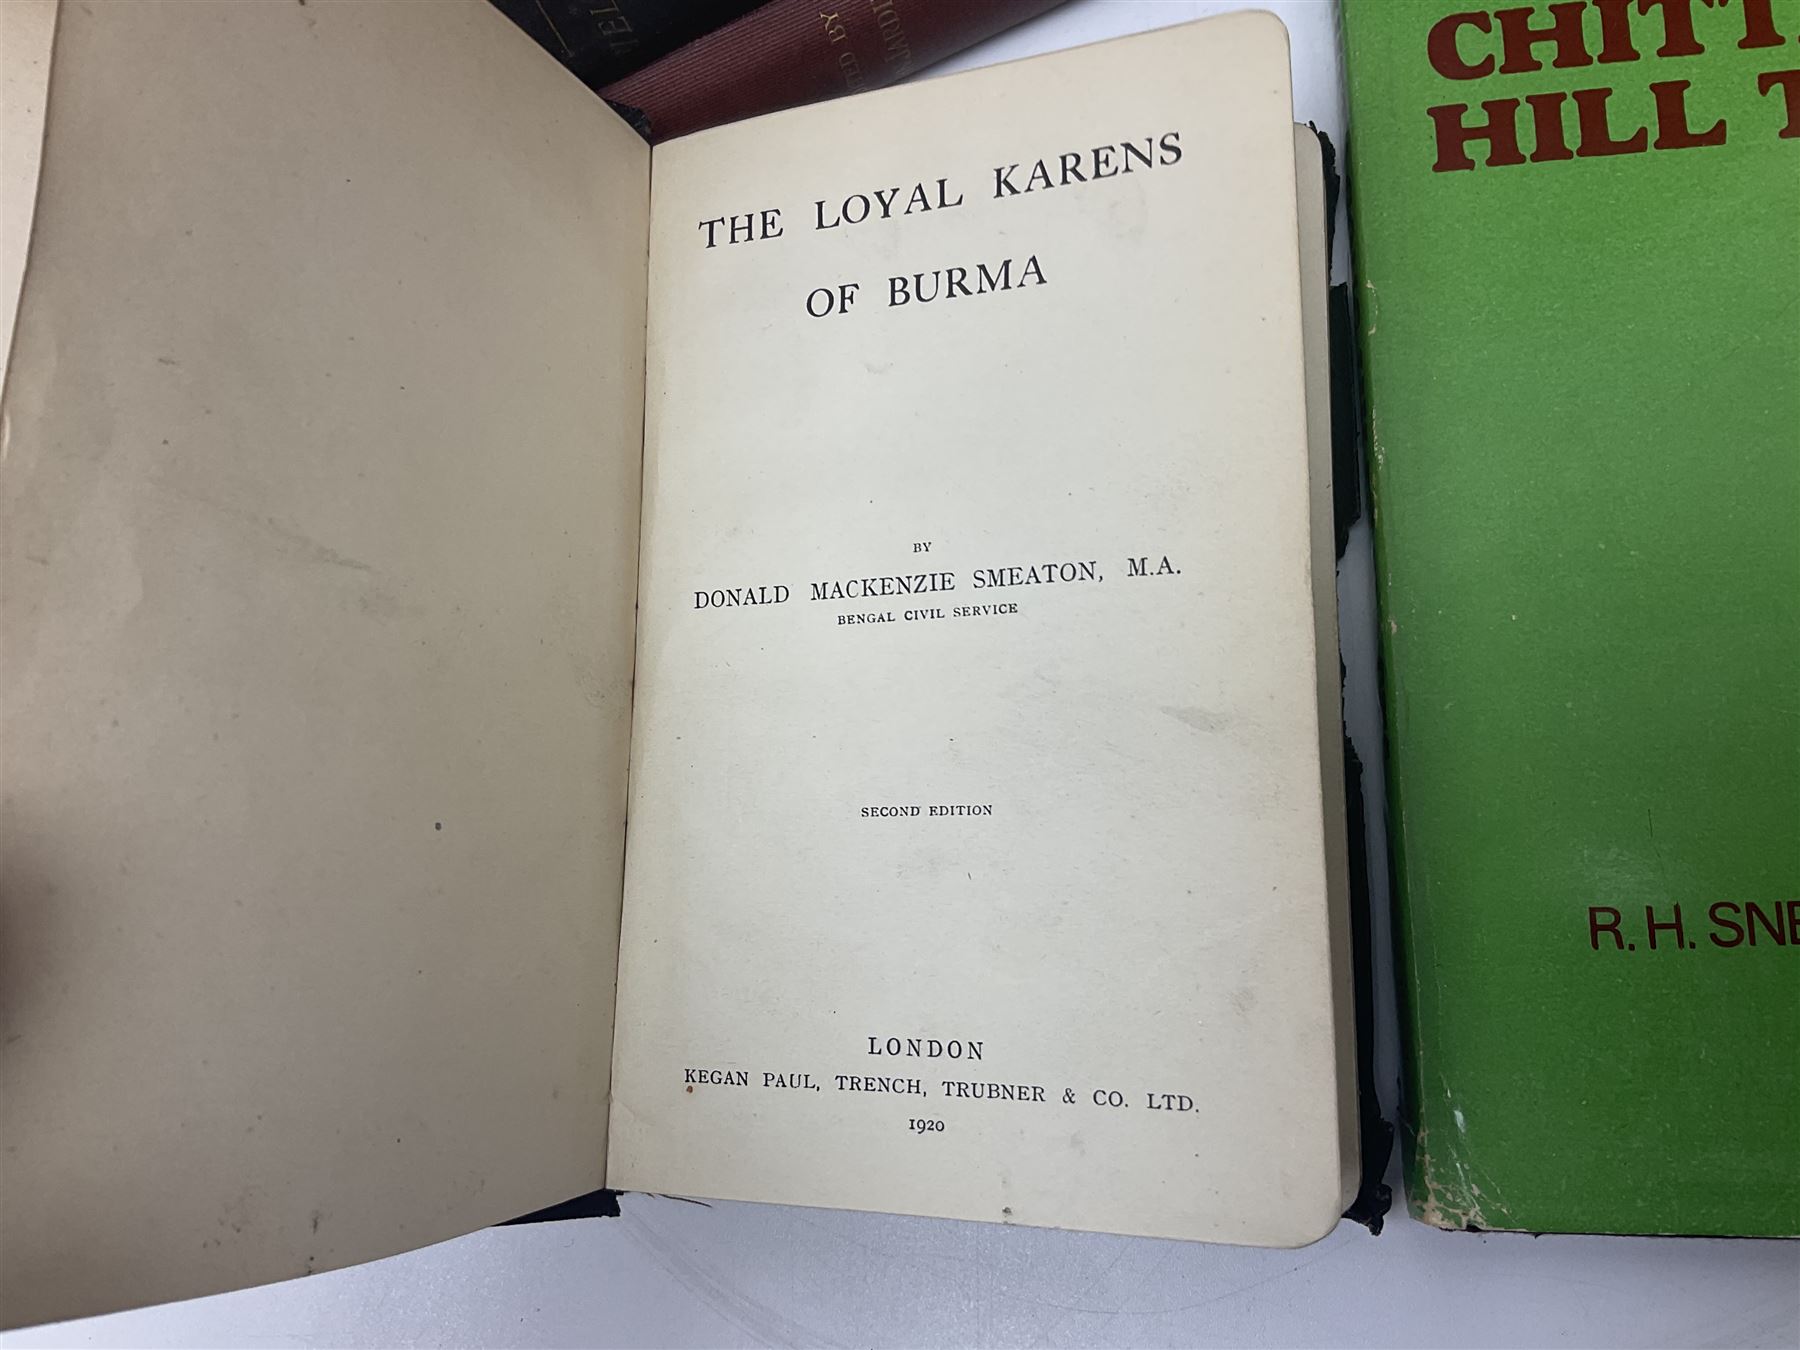 THE LOYAL KARENS
OF BURMA
BY
DONALD MACKENZIE SMEATON, M.A.
BENGAL CIVIL SERVICE
SECOND EDITION
LONDON
KEGAN PAUL, TRENCH, TRUBNER & CO. LTD.
1920
HILL
R. H.
BY